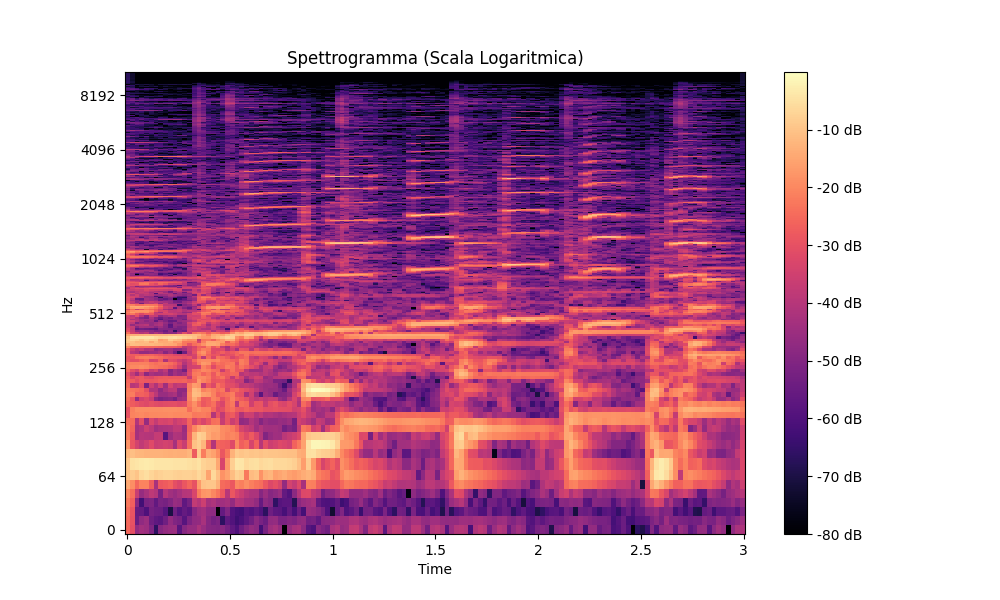 Spettrogramma (Scala Logaritmica)
Hz
8192
4096
2048
1024
512
256
128
64
0
0 0.5 1 1.5 2 2.5 3
Time
-10 dB
-20 dB
-30 dB
-40 dB
-50 dB
-60 dB
-70 dB
-80 dB